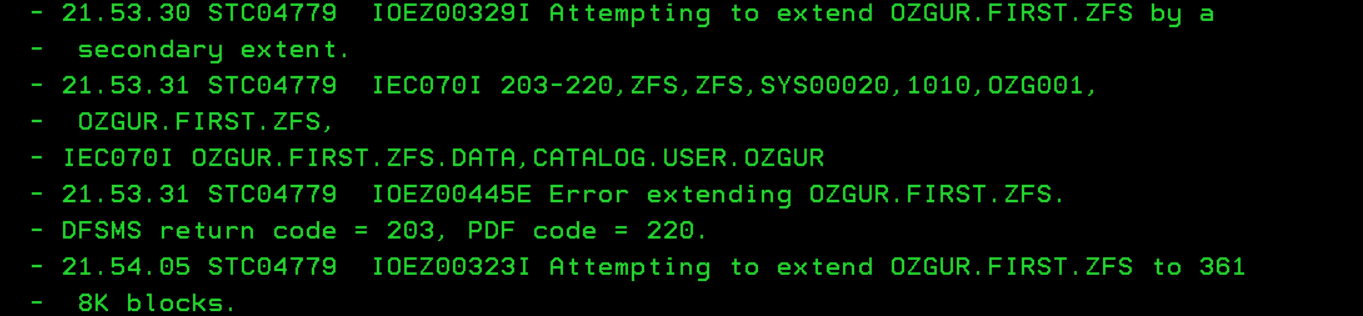 - 21.53.30 STC04779  IOEZ00329I Attempting to extend OZGUR.FIRST.ZFS by a
-  secondary extent.
- 21.53.31 STC04779  IEC070I 203-220,ZFS,ZFS,SYS00020,1010,OZG001,
-  OZGUR.FIRST.ZFS,
- IEC070I OZGUR.FIRST.ZFS.DATA,CATALOG.USER.OZGUR
- 21.53.31 STC04779  IOEZ00445E Error extending OZGUR.FIRST.ZFS.
- DFSMS return code = 203, PDF code = 220.
- 21.54.05 STC04779  IOEZ00323I Attempting to extend OZGUR.FIRST.ZFS to 361
-  8K blocks.